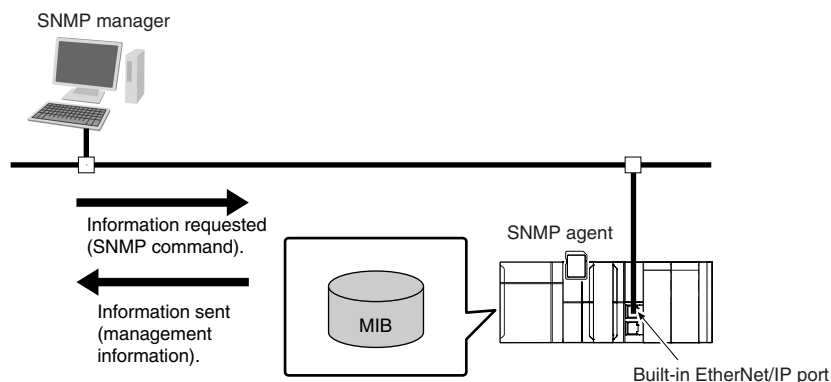 SNMP manager
Information requested
(SNMP command).
SNMP agent
Information sent
(management
information).
MIB
Built-in EtherNet/IP port